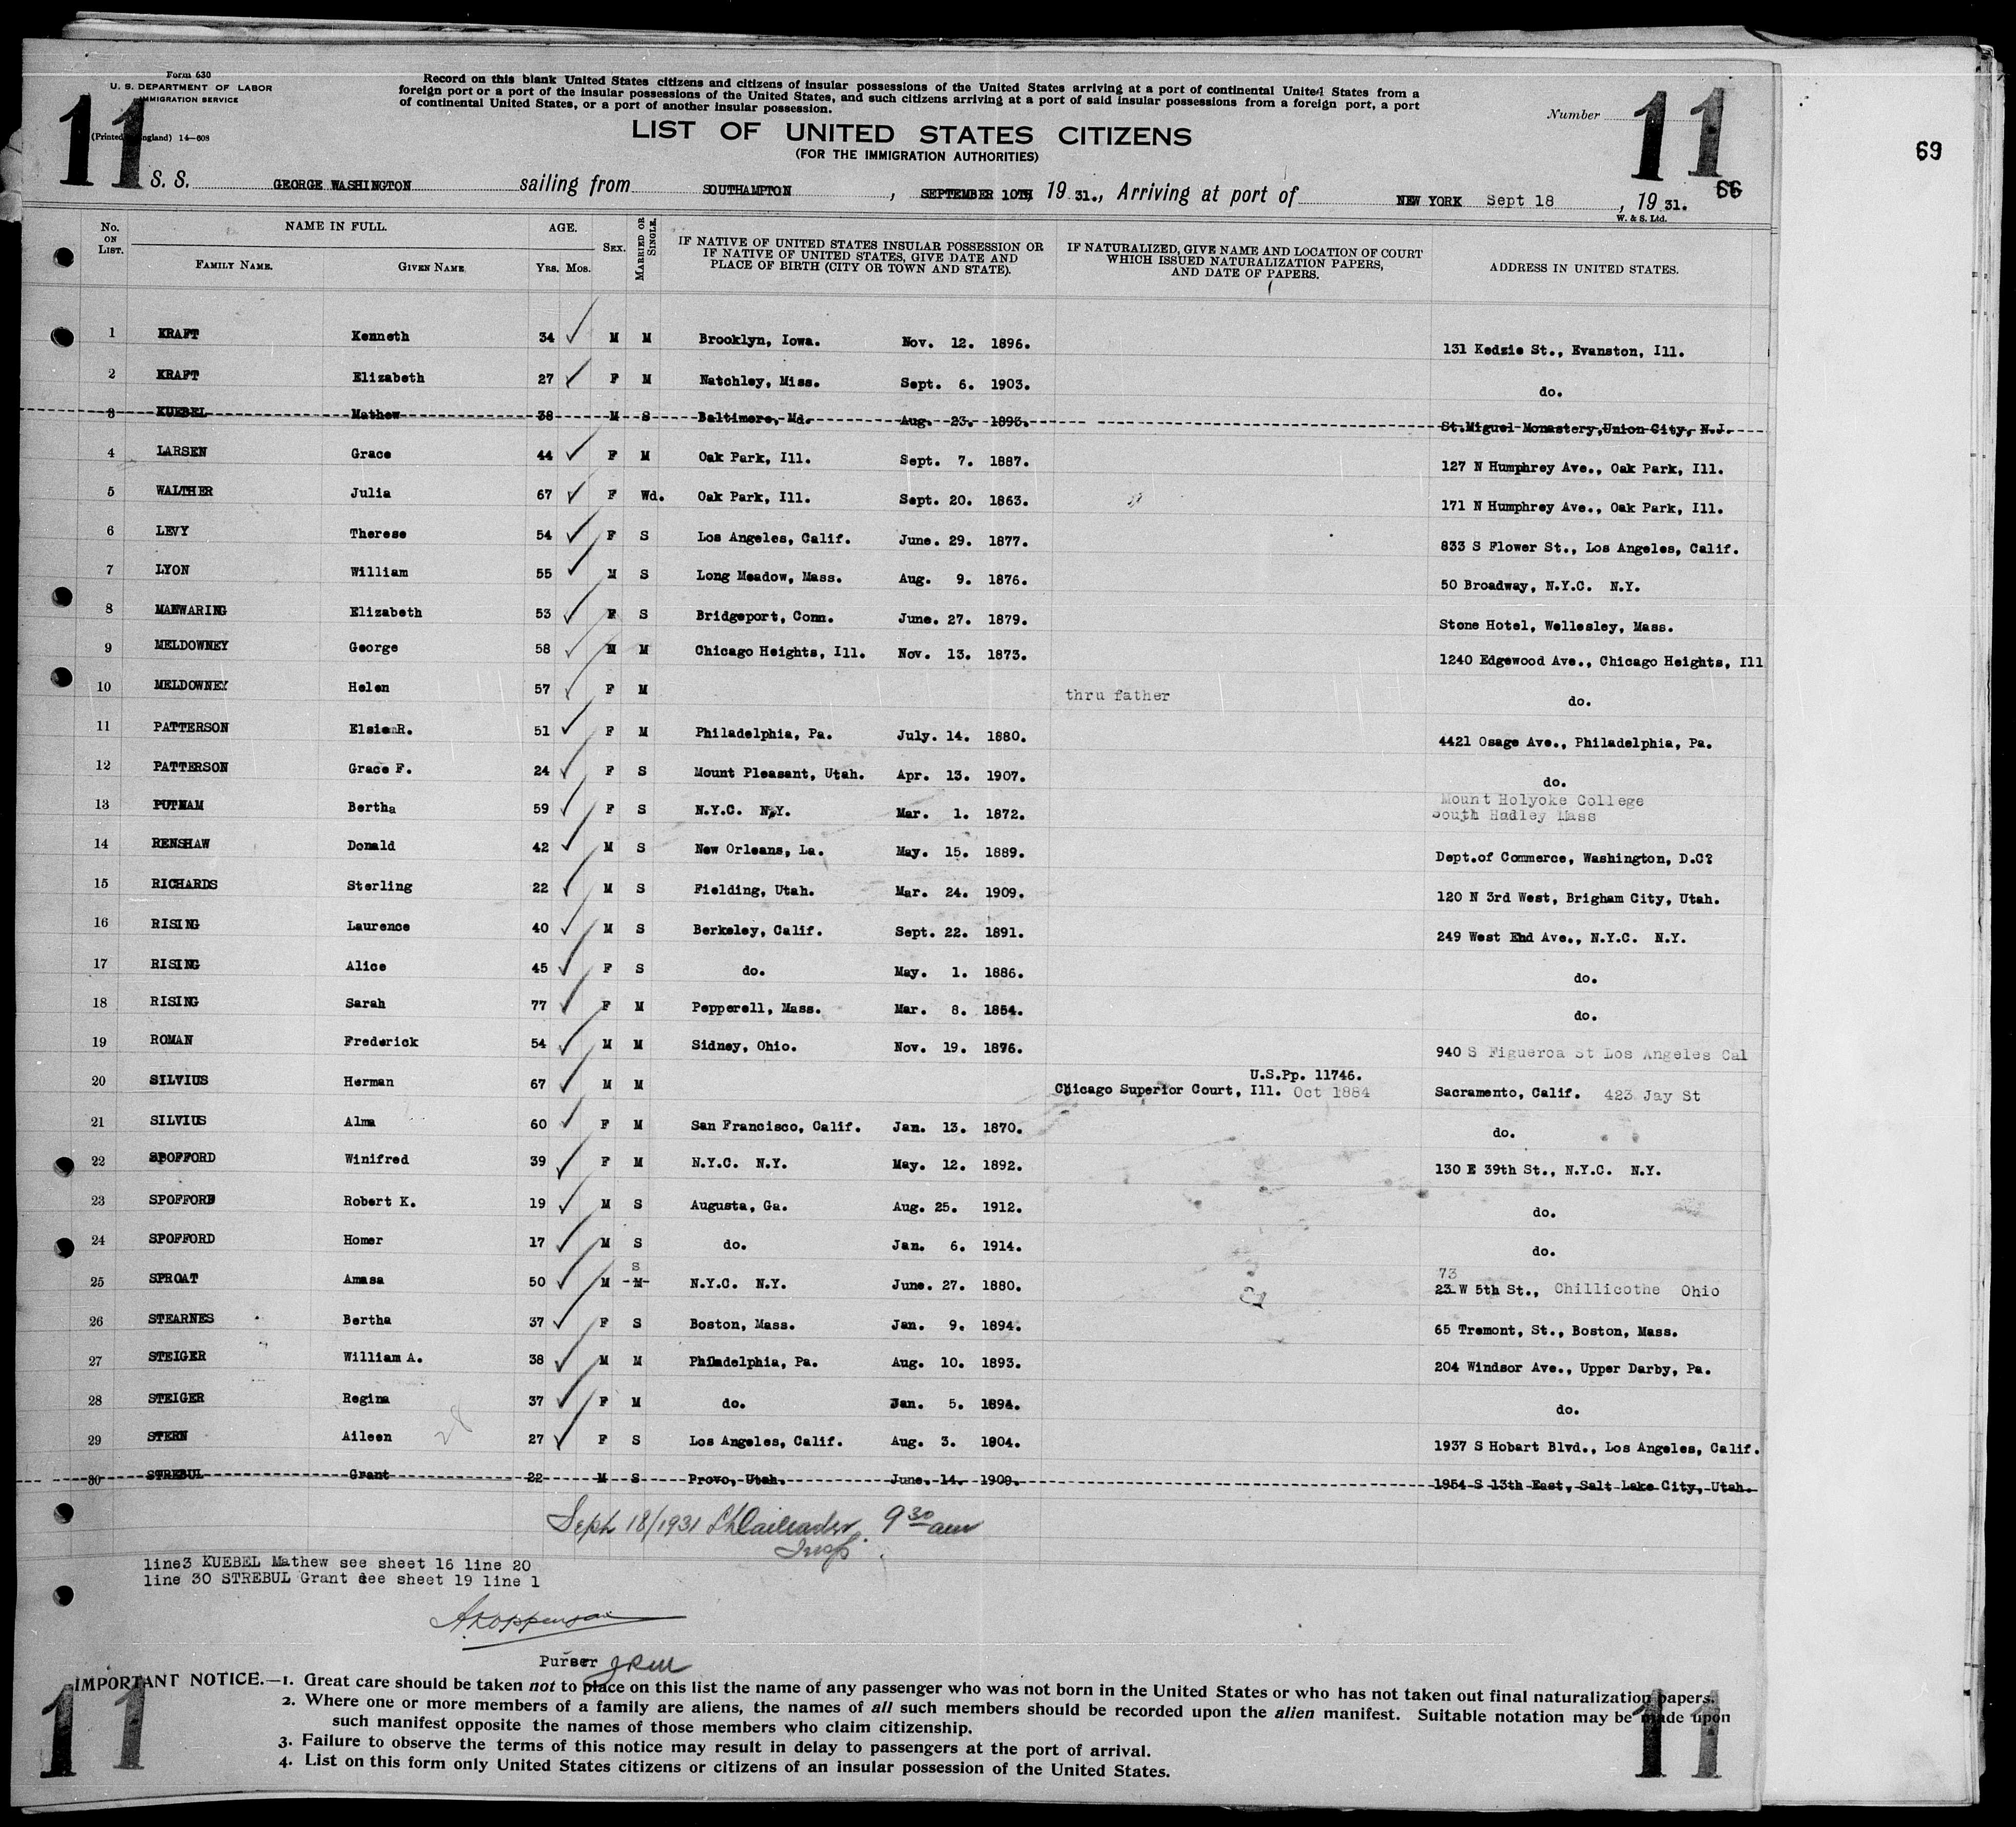 Form 630
U. S. DEPARTMENT OF LABOR
IMMIGRATION SERVICE
(Printed England) 14—608
11
Record on this blank United States citizens and citizens of insular possessions of the United States arriving at a port of continental United States from a
foreign port or a port of the insular possessions of the United States, and such citizens arriving at a port of said insular possessions from a foreign port, a port
of continental United States, or a port of another insular possession.
Number
11
69
LIST OF UNITED STATES CITIZENS
(FOR THE IMMIGRATION AUTHORITIES)
66
S. S. GEORGE WASHINGTON sailing from SOUTHAMPTON, SEPTEMBER 10TH, 19 31., Arriving at port of NEW YORK Sept 18, 19 31.
W. & S. Ltd.
No. ON LIST. NAME IN FULL. FAMILY NAME. GIVEN NAME AGE. Yrs. Mos. SEX. MARRIED OR SINGLE. IF NATIVE OF UNITED STATES INSULAR POSSESSION OR IF NATIVE OF UNITED STATES, GIVE DATE AND PLACE OF BIRTH (CITY OR TOWN AND STATE). IF NATURALIZED, GIVE NAME AND LOCATION OF COURT WHICH ISSUED NATURALIZATION PAPERS, AND DATE OF PAPERS. ADDRESS IN UNITED STATES.
1 KRAFT Kenneth 34 M M Brooklyn, Iowa. Nov. 12. 1896. 131 Kedzie St., Evanston, Ill.
2 KRAFT Elizabeth 27 F M Natchley, Miss. Sept. 6. 1903. do.
3 KUEBEL Mathew 38 M S Baltimore, Md. Aug. 23. 1893. St.Miguel Monastery,Union City, N.J.
4 LARSEN Grace 44 F M Oak Park, Ill. Sept. 7. 1887. 127 N Humphrey Ave., Oak Park, Ill.
5 WALTHER Julia 67 F Wd. Oak Park, Ill. Sept. 20. 1863. 171 N Humphrey Ave., Oak Park, Ill.
6 LEVY Therese 54 F S Los Angeles, Calif. June. 29. 1877. 833 S Flower St., Los Angeles, Calif.
7 LYON William 55 M S Long Meadow, Mass. Aug. 9. 1876. 50 Broadway, N.Y.C. N.Y.
8 MANWARING Elizabeth 53 F S Bridgeport, Conn. June. 27. 1879. Stone Hotel, Wellesley, Mass.
9 MELDOWNEY George 58 M M Chicago Heights, Ill. Nov. 13. 1873. 1240 Edgewood Ave., Chicago Heights, Ill
10 MELDOWNEY Helen 57 F M thru father do.
11 PATTERSON Elsie R. 51 F M Philadelphia, Pa. July. 14. 1880. 4421 Osage Ave., Philadelphia, Pa.
12 PATTERSON Grace F. 24 F S Mount Pleasant, Utah. Apr. 13. 1907. do.
13 PUTNAM Bertha 59 F S N.Y.C. N.Y. Mar. 1. 1872. Mount Holyoke College
South Hadley Mass
14 RENSHAW Donald 42 M S New Orleans, La. May. 15. 1889. Dept.of Commerce, Washington, D.C?
15 RICHARDS Sterling 22 M S Fielding, Utah. Mar. 24. 1909. 120 N 3rd West, Brigham City, Utah.
16 RISING Laurence 40 M S Berkeley, Calif. Sept. 22. 1891. 249 West End Ave., N.Y.C. N.Y.
17 RISING Alice 45 F S do. May. 1. 1886. do.
18 RISING Sarah 77 F M Pepperell, Mass. Mar. 8. 1854. do.
19 ROMAN Frederick 54 M M Sidney, Ohio. Nov. 19. 1876. 940 S Figueroa St Los Angeles Cal
U.S.Pp. 11746.
20 SILVIUS Herman 67 M M Chicago Superior Court, Ill. Oct 1884 Sacramento, Calif. 423 Jay St
21 SILVIUS Alma 60 F M San Francisco, Calif. Jan. 13. 1870. do.
22 SPOFFORD Winifred 39 F M N.Y.C. N.Y. May. 12. 1892. 130 E 39th St., N.Y.C. N.Y.
23 SPOFFORD Robert K. 19 M S Augusta, Ga. Aug. 25. 1912. do.
24 SPOFFORD Homer 17 M S do. Jan. 6. 1914. do.
S 73
25 SPROAT Amasa 50 M M N.Y.C. N.Y. June. 27. 1880. 23 W 5th St., Chillicothe Ohio
26 STEARNES Bertha 37 F S Boston, Mass. Jan. 9. 1894. 65 Tremont, St., Boston, Mass.
27 STEIGER William A. 38 M M Philadelphia, Pa. Aug. 10. 1893. 204 Windsor Ave., Upper Darby, Pa.
28 STEIGER Regina 37 F M do. Jan. 5. 1894. do.
28
29 STERN Aileen 27 F S Los Angeles, Calif. Aug. 3. 1904. 1937 S Hobart Blvd., Los Angeles, Calif.
30 STREBUL Grant 22 M S Provo, Utah. June. 14. 1909. 1954 S 13th East, Salt Lake City, Utah.
Sept 18/1931 9 30 am
Insp.
line3 KUEBEL Mathew see sheet 16 line 20
line 30 STREBUL Grant see sheet 19 line 1
Purser
IMPORTANT NOTICE.—1. Great care should be taken not to place on this list the name of any passenger who was not born in the United States or who has not taken out final naturalization papers.
2. Where one or more members of a family are aliens, the names of all such members should be recorded upon the alien manifest. Suitable notation may be made upon
such manifest opposite the names of those members who claim citizenship.
3. Failure to observe the terms of this notice may result in delay to passengers at the port of arrival.
4. List on this form only United States citizens or citizens of an insular possession of the United States.
11
11